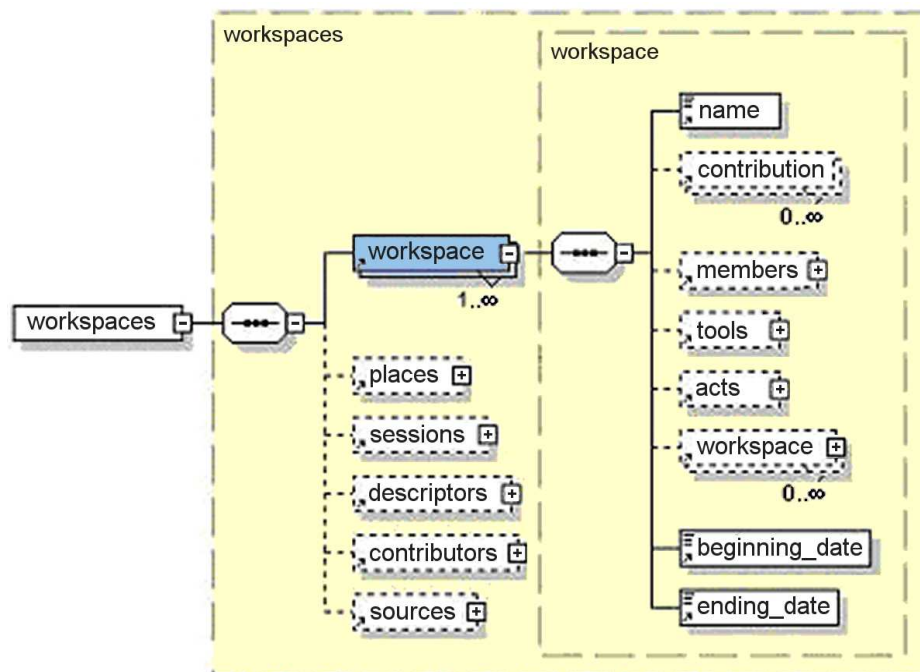 workspaces
workspace
name
contribution
0..∞
workspace
1..∞
members
workspaces
tools
places
acts
sessions
workspace
0..∞
descriptors
contributors
beginning_date
sources
ending_date